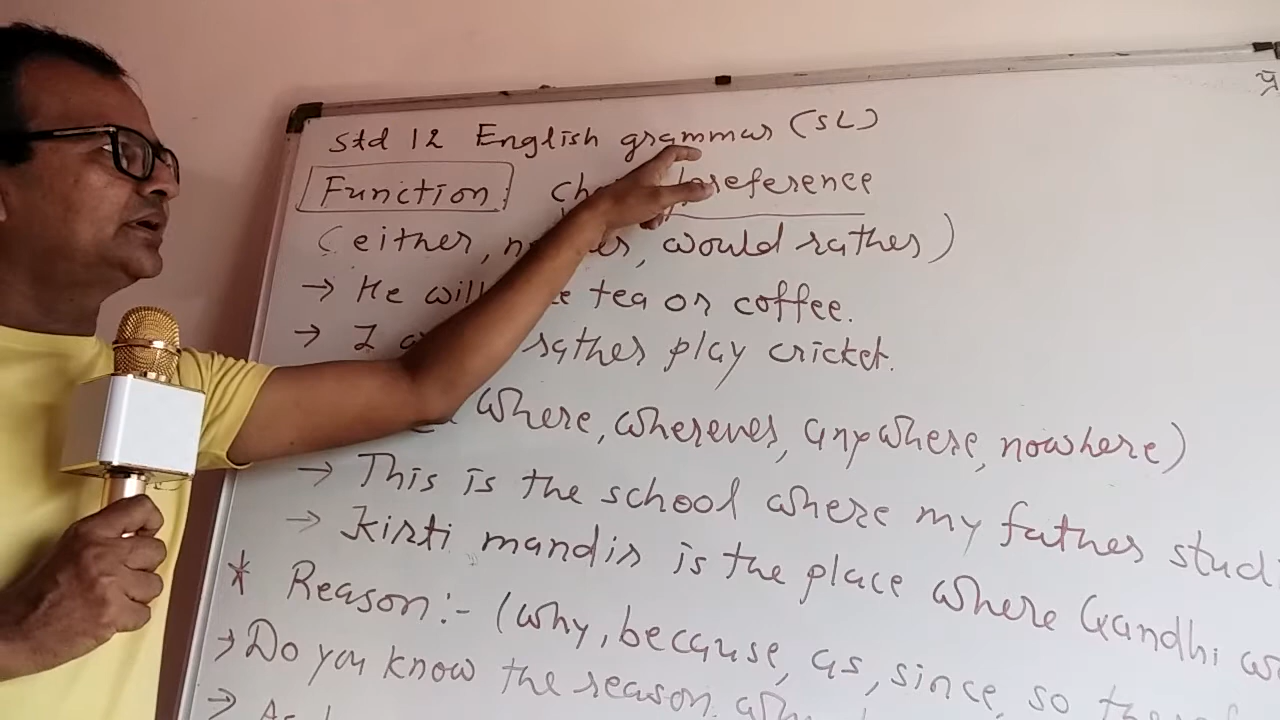 પ્ર
Std 12 English grammar (SL)
Function preference
(either, would rather)
→ He will tea or coffee.
→ I rather play cricket.
where, wherever, anywhere, nowhere)
→ This is the school where my father studi
→ Kirti mandir is the place where Gandhi
* Reason:- (why, because, as, since, so
→ Do you know the reason